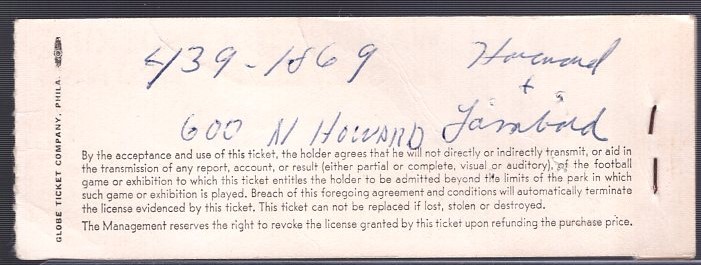 GLOBE TICKET COMPANY, PHILA.
439-1869
Howard
+
Lombard
600 N HOWARD
By the acceptance and use of this ticket, the holder agrees that he will not directly or indirectly transmit, or aid in
the transmission of any report, account, or result (either partial or complete, visual or auditory), of the football
game or exhibition to which this ticket entitles the holder to be admitted beyond the limits of the park in which
such game or exhibition is played. Breach of this foregoing agreement and conditions will automatically terminate
the license evidenced by this ticket. This ticket can not be replaced if lost, stolen or destroyed.
The Management reserves the right to revoke the license granted by this ticket upon refunding the purchase price.